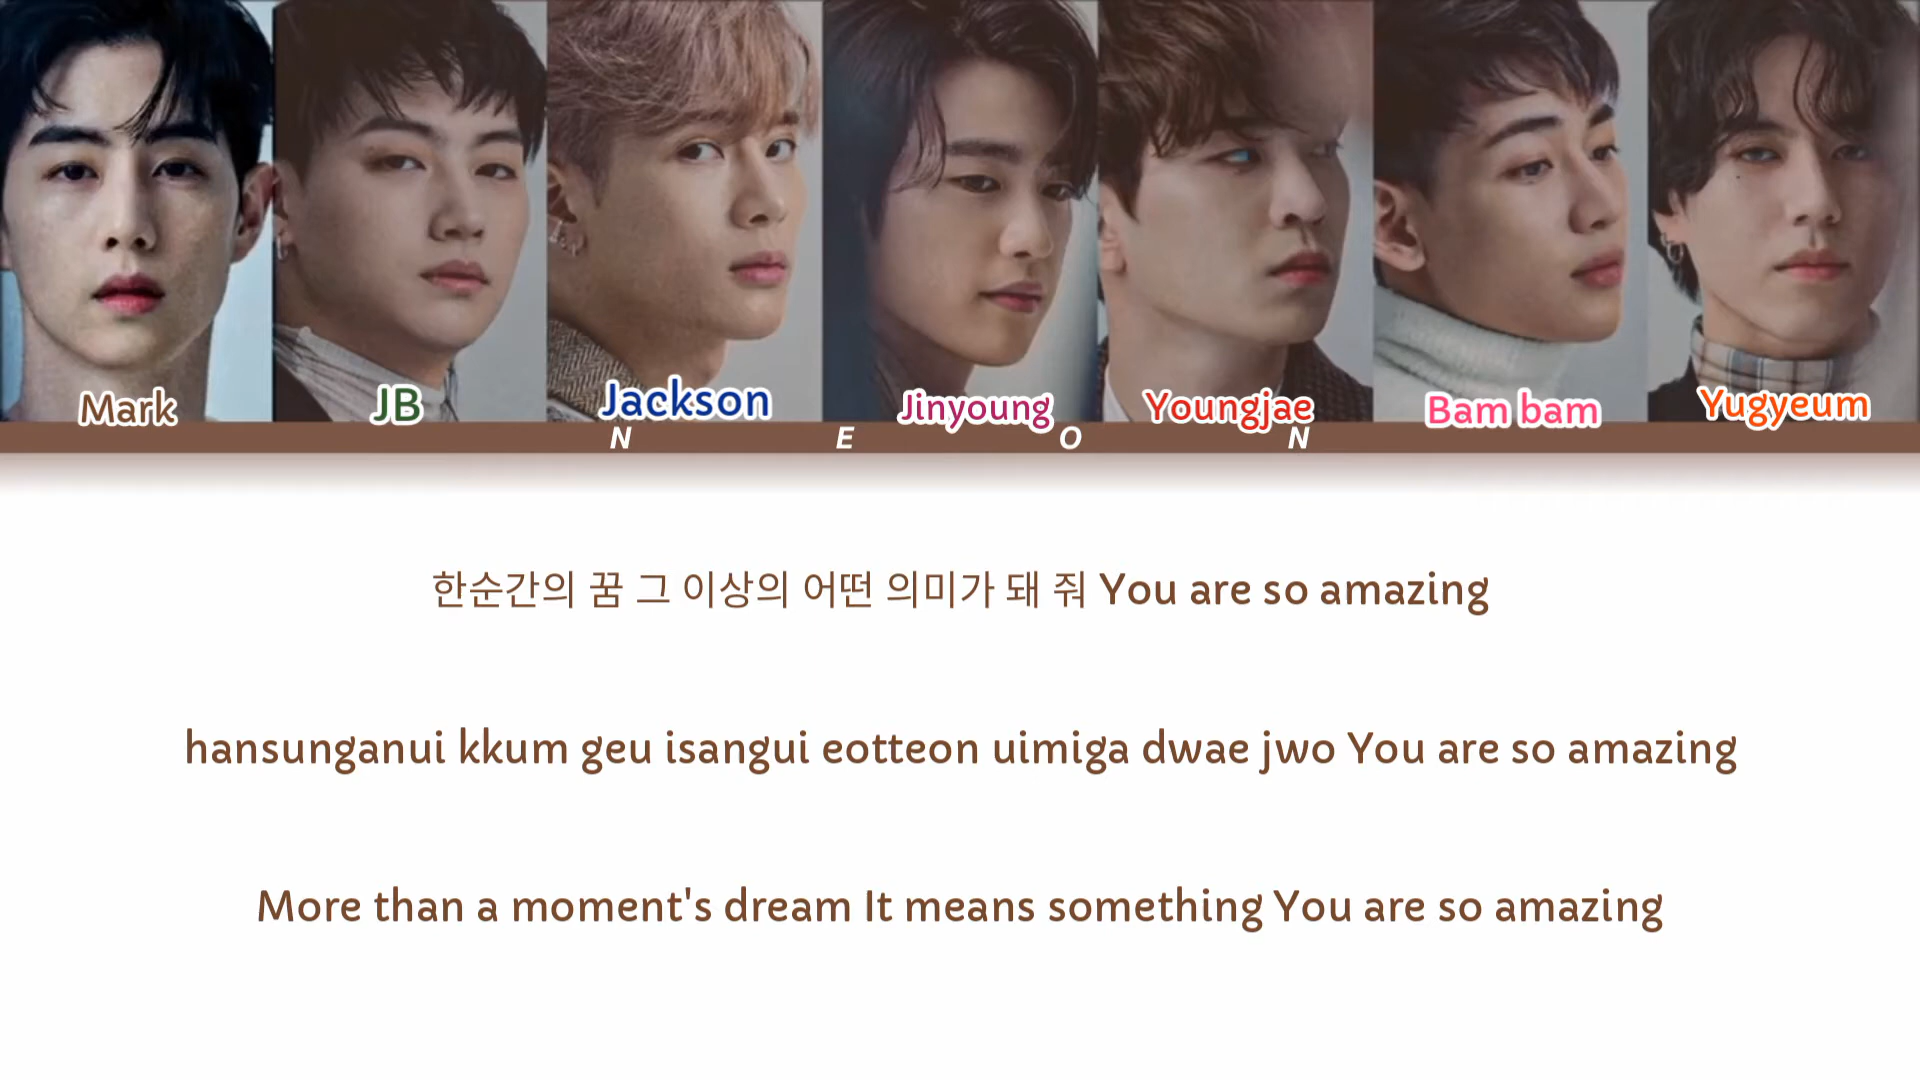 Mark JB Jackson Jinyoung Youngjae Bam bam Yugyeum
N E O N
한순간의 꿈 그 이상의 어떤 의미가 돼 줘 You are so amazing
hansunganui kkum geu isangui eotteon uimiga dwae jwo You are so amazing
More than a moment's dream It means something You are so amazing